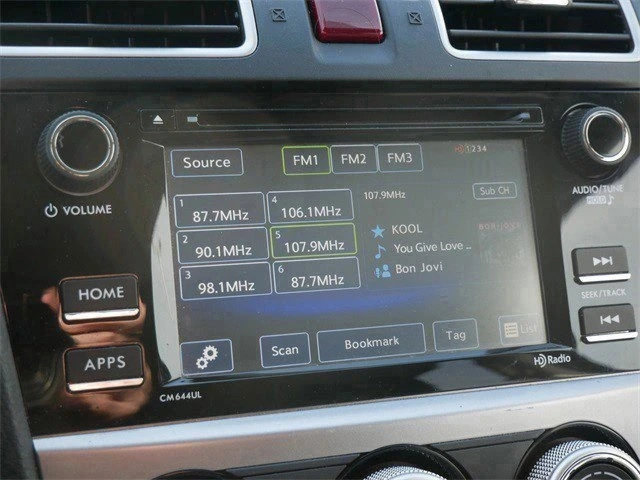 Source FM1 FM2 FM3 1234
107.9MHz Sub CH
AUDIO/TUNE
VOLUME
1 87.7MHz 4 106.1MHz
2 90.1MHz 5 107.9MHz
3 98.1MHz 6 87.7MHz
KOOL BON JOVI
You Give Love ..
Bon Jovi
HOME
SEEK/TRACK
APPS
Scan Bookmark Tag List
HD Radio
CM644UL